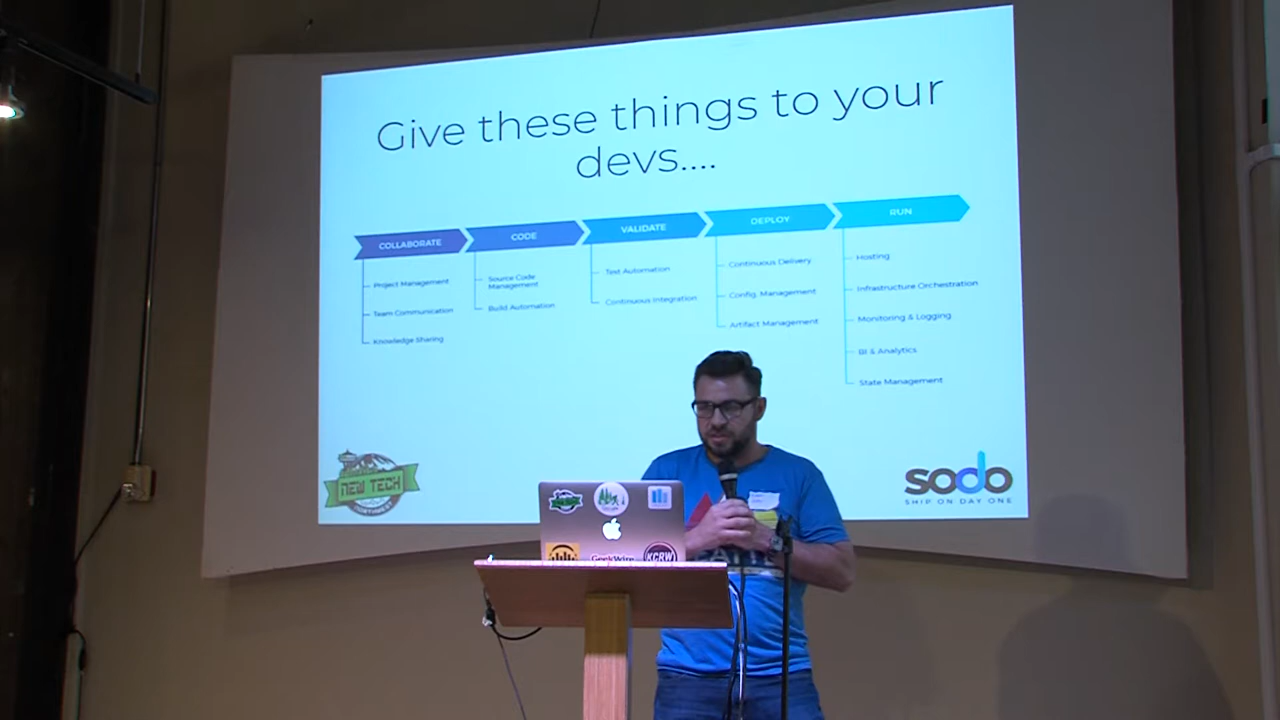 Give these things to your
devs....
COLLABORATE
Project Management
Team Communication
Knowledge Sharing
CODE
Source Code
Management
Build Automation
VALIDATE
Test Automation
Continuous Integration
DEPLOY
Continuous Delivery
Config. Management
Artifact Management
RUN
Hosting
Infrastructure Orchestration
Monitoring & Logging
BI & Analytics
State Management
NEW TECH
NORTHWEST
sodo
SHIP ON DAY ONE
GeekWire
KCRW